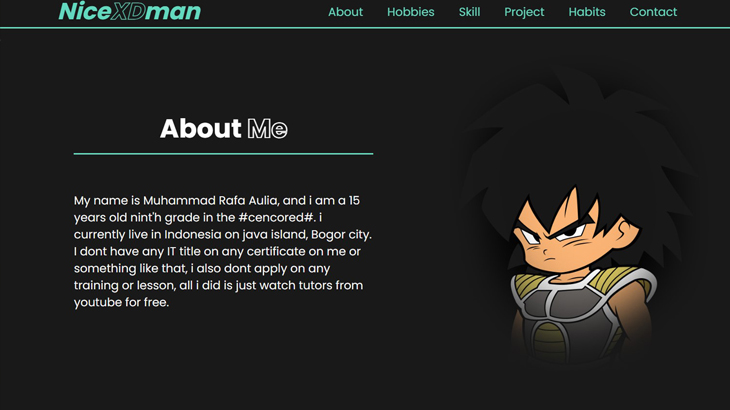 NiceXDman
About Hobbies Skill Project Habits Contact
About Me
My name is Muhammad Rafa Aulia, and i am a 15
years old nint'h grade in the #cencored#. i
currently live in Indonesia on java island, Bogor city.
I dont have any IT title on any certificate on me or
something like that, i also dont apply on any
training or lesson, all i did is just watch tutors from
youtube for free.